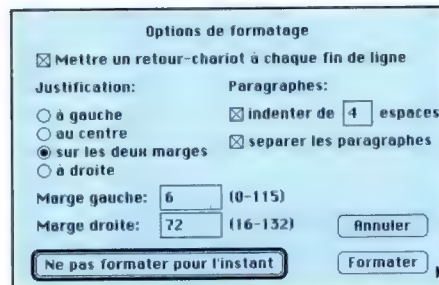 Options de formatage
Mettre un retour-chariot à chaque fin de ligne
Justification:
à gauche
au centre
sur les deux marges
à droite
Paragraphes:
indenter de 4 espaces
separer les paragraphes
Marge gauche: 6 (0-115)
Marge droite: 72 (16-132)
Annuler
Ne pas formater pour l'instant
Formater